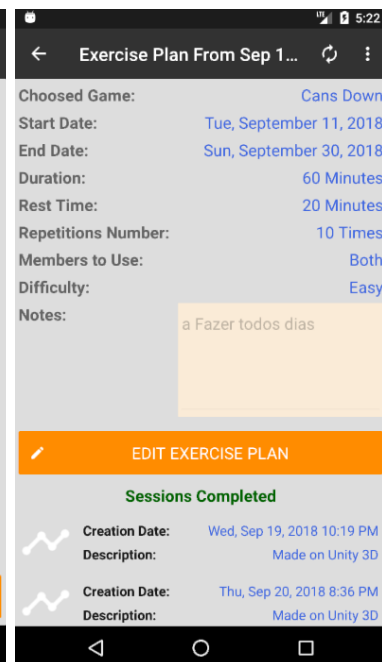 LTE 5:22
Exercise Plan From Sep 1...
Choosed Game: Cans Down
Start Date: Tue, September 11, 2018
End Date: Sun, September 30, 2018
Duration: 60 Minutes
Rest Time: 20 Minutes
Repetitions Number: 10 Times
Members to Use: Both
Difficulty: Easy
Notes: a Fazer todos dias
EDIT EXERCISE PLAN
Sessions Completed
Creation Date: Wed, Sep 19, 2018 10:19 PM
Description: Made on Unity 3D
Creation Date: Thu, Sep 20, 2018 8:36 PM
Description: Made on Unity 3D